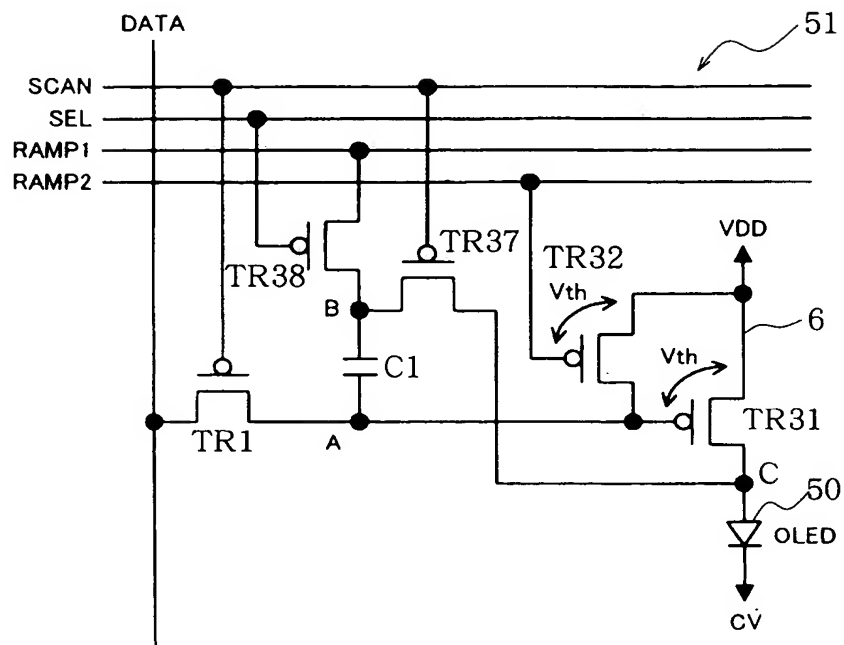 DATA
51
SCAN
SEL
RAMP1
RAMP2
VDD
TR37
TR32
TR38
Vth
B
6
C1
Vth
TR31
TR1
A
C
50
OLED
CV